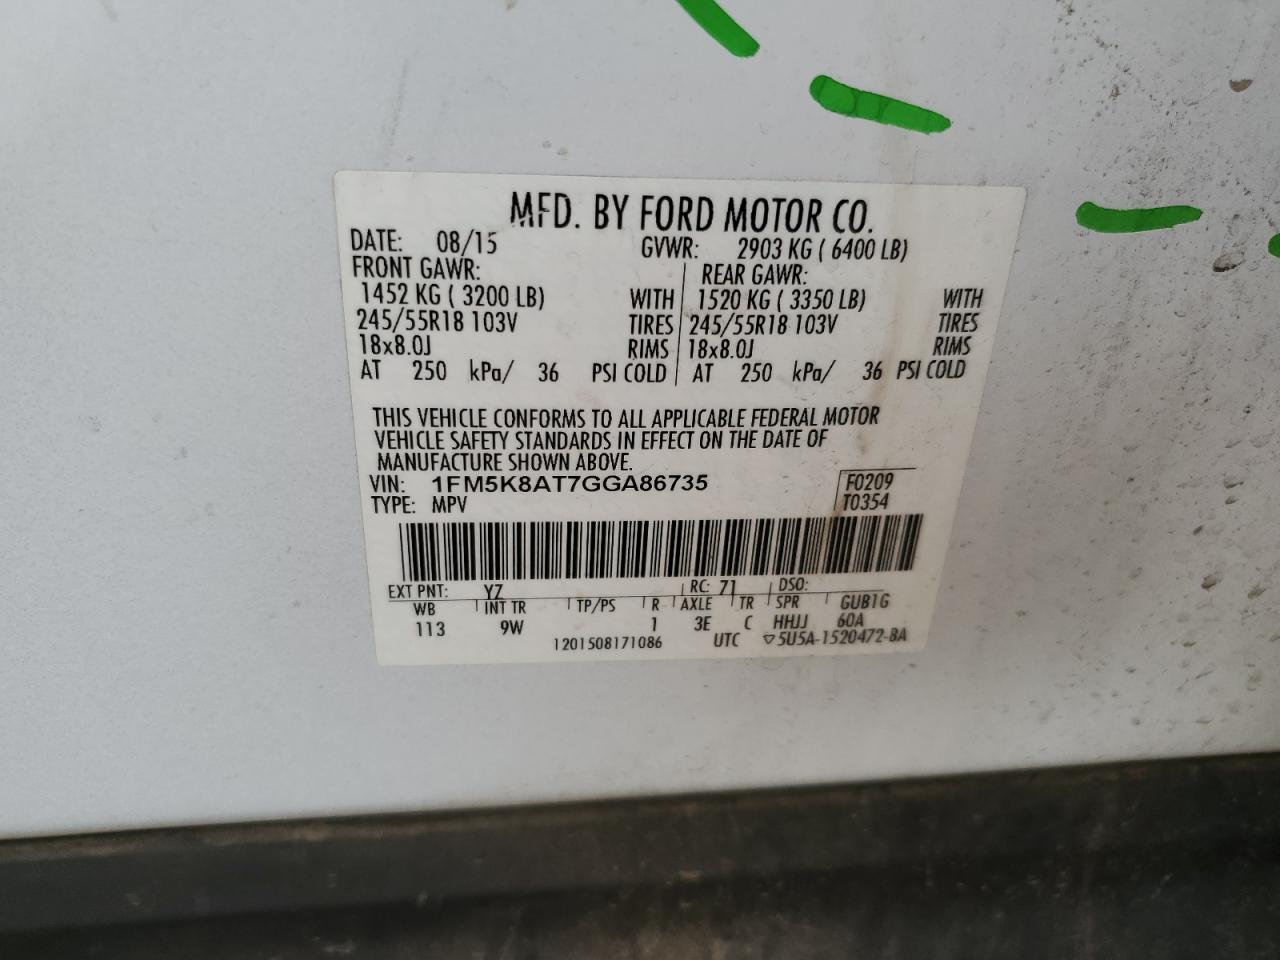 MFD. BY FORD MOTOR CO.
DATE: 08/15 GVWR: 2903 KG ( 6400 LB)
FRONT GAWR: REAR GAWR:
1452 KG ( 3200 LB) WITH 1520 KG ( 3350 LB) WITH
245/55R18 103V TIRES 245/55R18 103V TIRES
18x8.0J RIMS 18x8.0J RIMS
AT 250 kPa/ 36 PSI COLD AT 250 kPa/ 36 PSI COLD
THIS VEHICLE CONFORMS TO ALL APPLICABLE FEDERAL MOTOR
VEHICLE SAFETY STANDARDS IN EFFECT ON THE DATE OF
MANUFACTURE SHOWN ABOVE.
VIN: 1FM5K8AT7GGA86735 F0209
TYPE: MPV T0354
EXT PNT: YZ RC: 71 DSO:
WB INT TR TP/PS R AXLE TR SPR GUB1G
113 9W 1 3E C HHJJ 60A
1201508171086 UTC ▽5U5A-1520472-BA